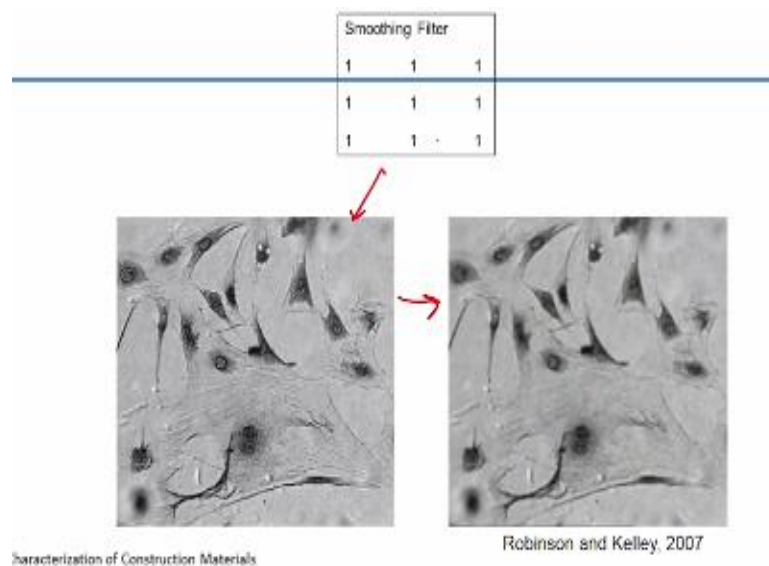 Smoothing Filter
1 1 1
1 1 1
1 1 1
Robinson and Kelley, 2007
haracterization of Construction Materials